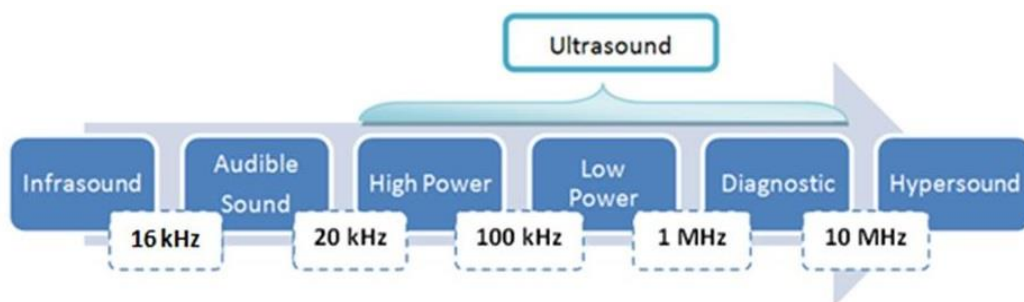 Ultrasound
Infrasound
Audible
Sound
High Power
Low
Power
Diagnostic
Hypersound
16 kHz
20 kHz
100 kHz
1 MHz
10 MHz